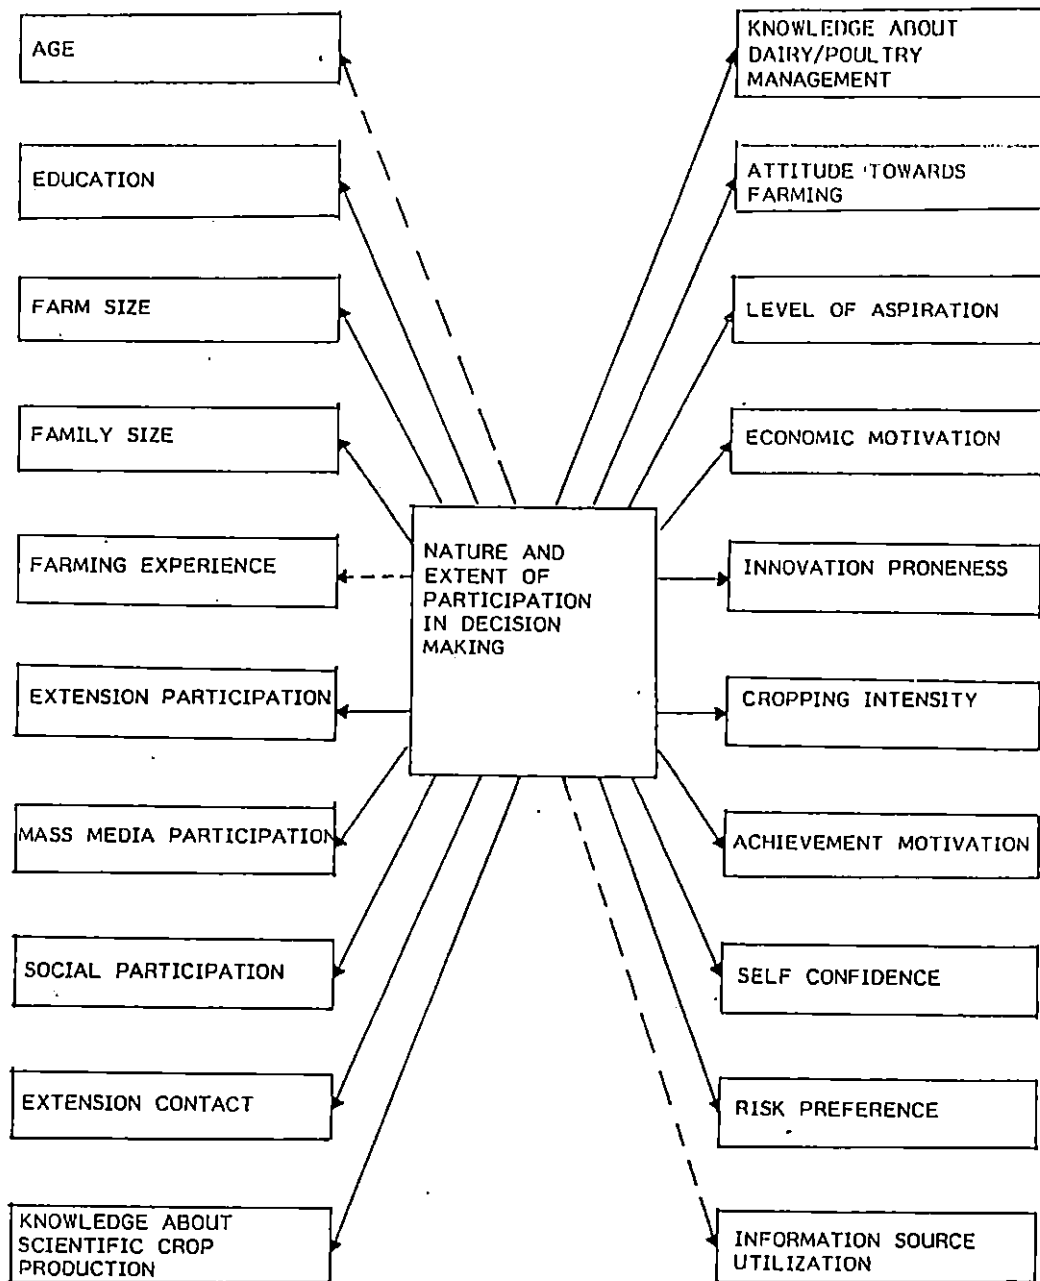 AGE
EDUCATION
FARM SIZE
FAMILY SIZE
FARMING EXPERIENCE
EXTENSION PARTICIPATION
MASS MEDIA PARTICIPATION
SOCIAL PARTICIPATION
EXTENSION CONTACT
KNOWLEDGE ABOUT
SCIENTIFIC CROP
PRODUCTION
NATURE AND
EXTENT OF
PARTICIPATION
IN DECISION
MAKING
KNOWLEDGE ABOUT
DAIRY/POULTRY
MANAGEMENT
ATTITUDE TOWARDS
FARMING
LEVEL OF ASPIRATION
ECONOMIC MOTIVATION
INNOVATION PRONENESS
CROPPING INTENSITY
ACHIEVEMENT MOTIVATION
SELF CONFIDENCE
RISK PREFERENCE
INFORMATION SOURCE
UTILIZATION